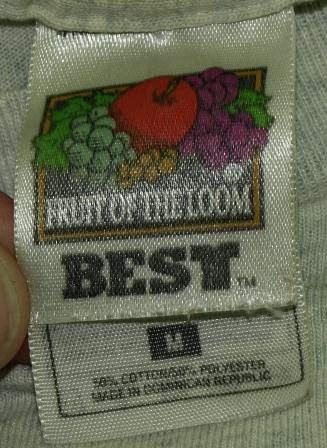 FRUIT OF THE LOOM
®
BEST™
M
50% COTTON/50% POLYESTER
MADE IN DOMINICAN REPUBLIC